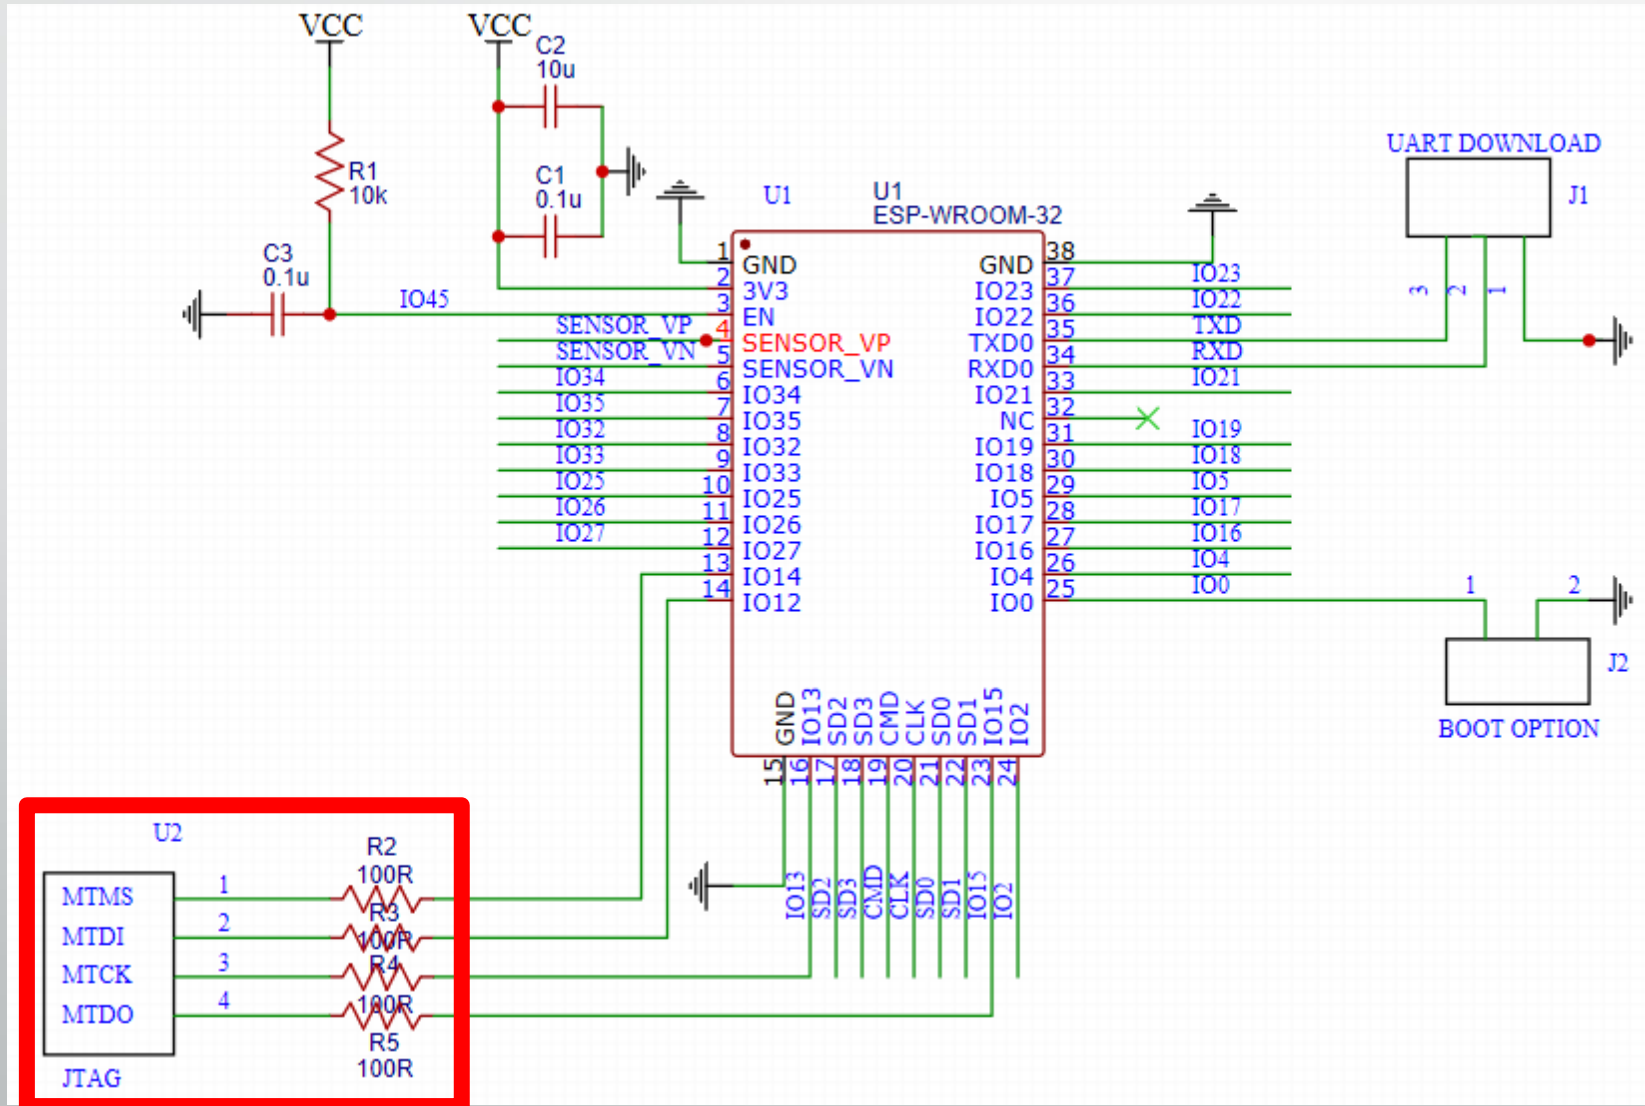 VCC
VCC
C2
10u
R1
10k
C1
0.1u
C3
0.1u
IO45
U1
U1
ESP-WROOM-32
UART DOWNLOAD
J1
3
2
1
1
GND
2
3V3
3
EN
SENSOR_VP
4
SENSOR_VP
SENSOR_VN
5
SENSOR_VN
IO34
6
IO34
IO35
7
IO35
IO32
8
IO32
IO33
9
IO33
IO25
10
IO25
IO26
11
IO26
IO27
12
IO27
13
IO14
14
IO12
38
GND
37
IO23
IO23
36
IO22
IO22
35
TXD
TXD0
34
RXD
RXD0
33
IO21
IO21
32
NC
31
IO19
IO19
30
IO18
IO18
29
IO5
IO5
28
IO17
IO17
27
IO16
IO16
26
IO4
IO4
25
IO0
IO0
1
2
J2
BOOT OPTION
GND
IO13
SD2
SD3
CMD
CLK
SD0
SD1
IO15
IO2
15
16
17
18
19
20
21
22
23
24
IO13
SD2
SD3
CMD
CLK
SD0
SD1
IO15
IO2
U2
MTMS
1
MTDI
2
MTCK
3
MTDO
4
JTAG
R2
100R
R3
100R
R4
100R
R5
100R